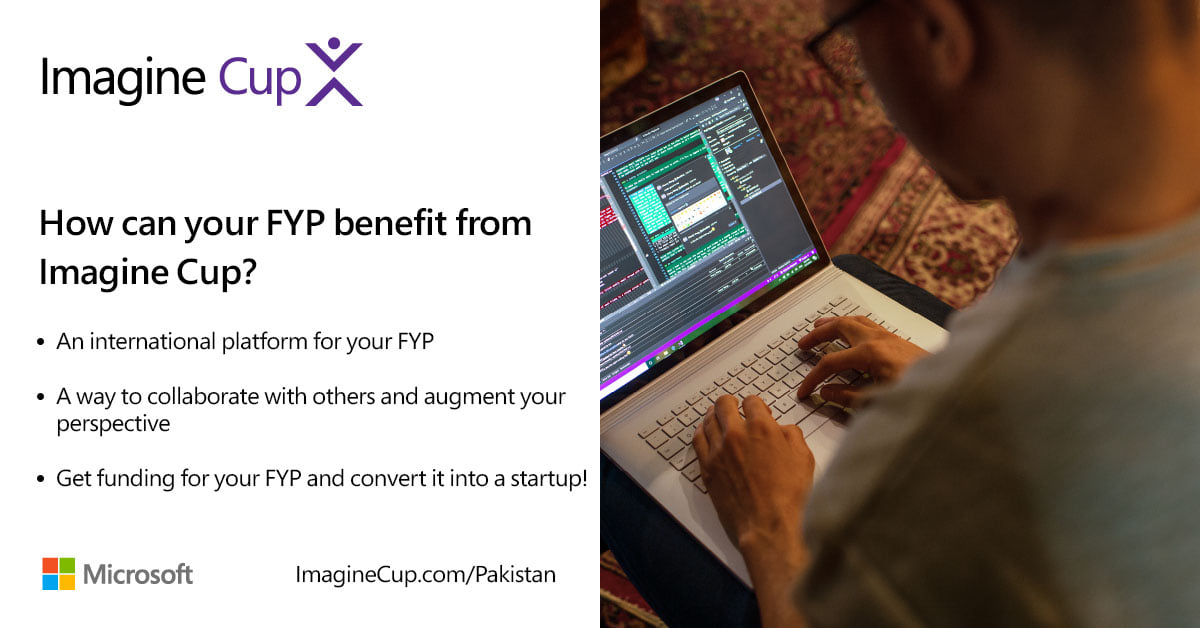 Imagine Cup
How can your FYP benefit from
Imagine Cup?
• An international platform for your FYP
• A way to collaborate with others and augment your
perspective
• Get funding for your FYP and convert it into a startup!
Microsoft
ImagineCup.com/Pakistan